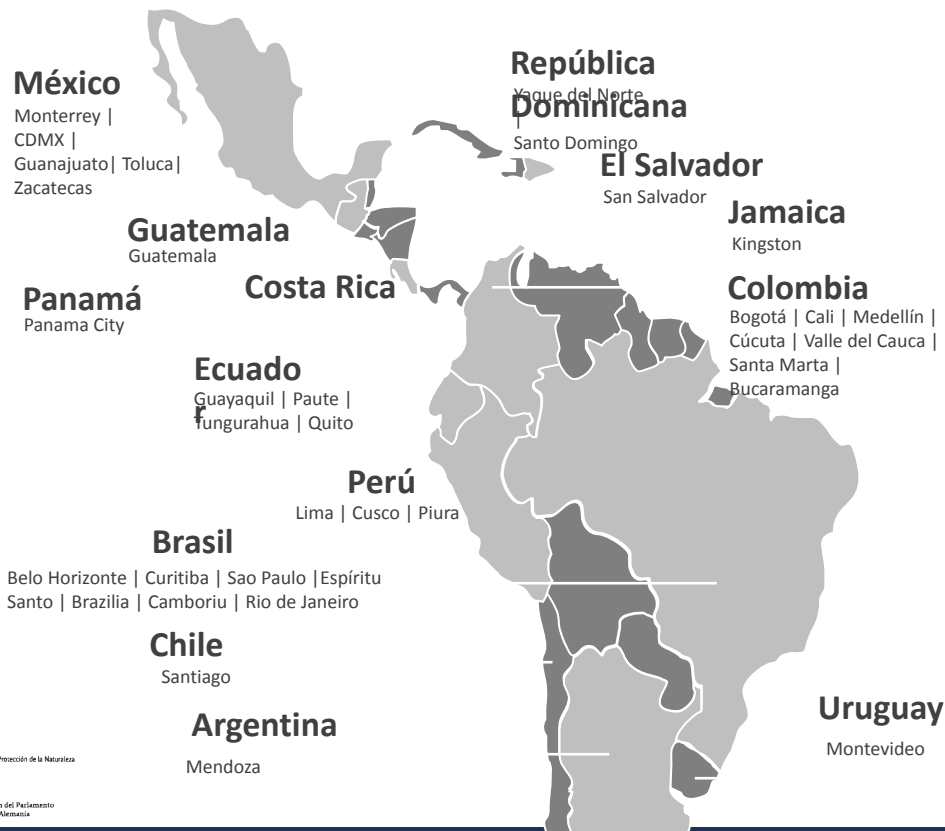 México
Monterrey |
CDMX |
Guanajuato| Toluca|
Zacatecas
República
Dominicana
Yaque del Norte
|
Santo Domingo
El Salvador
San Salvador
Jamaica
Kingston
Guatemala
Guatemala
Costa Rica
Panamá
Panama City
Colombia
Bogotá | Cali | Medellín |
Cúcuta | Valle del Cauca |
Santa Marta |
Bucaramanga
Ecuado
r
Guayaquil | Paute |
Tungurahua | Quito
Perú
Lima | Cusco | Piura
Brasil
Belo Horizonte | Curitiba | Sao Paulo |Espíritu
Santo | Brazilia | Camboriu | Rio de Janeiro
Chile
Santiago
Argentina
Mendoza
Uruguay
Montevideo
Protección de la Naturaleza
del Parlamento
Alemania